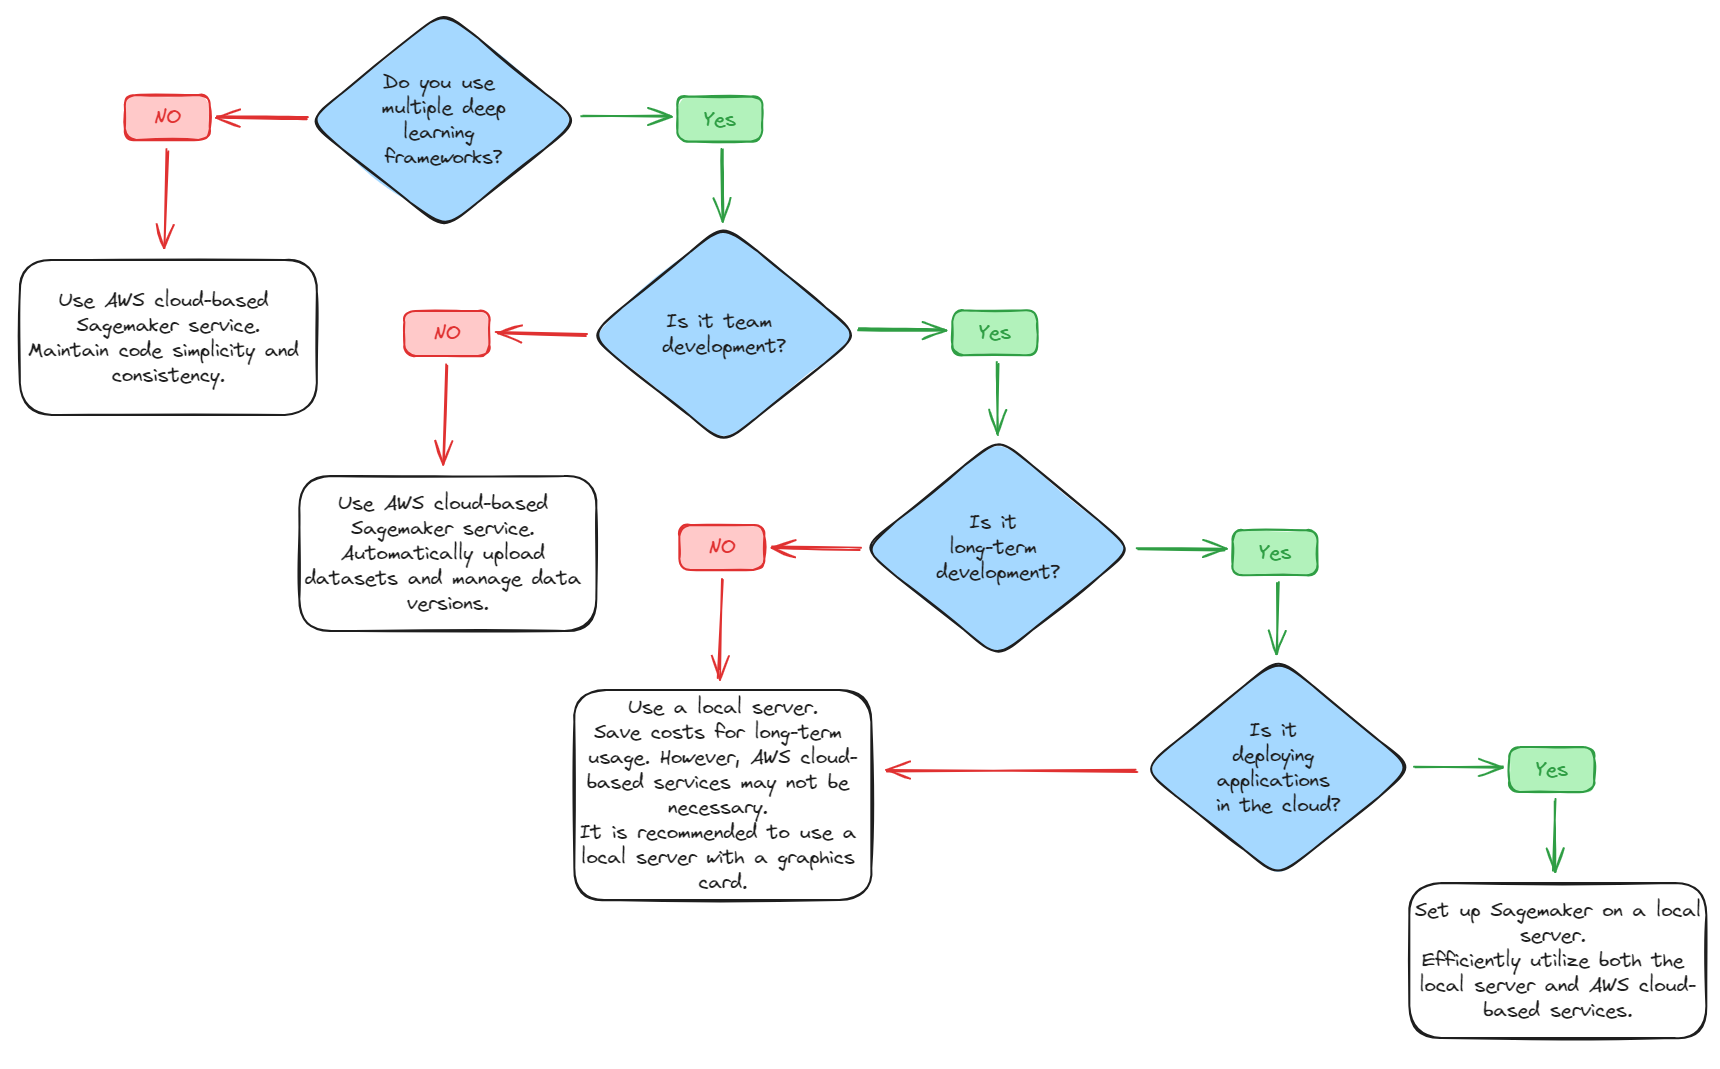 Do you use
multiple deep
learning
frameworks?
NO
Yes
Use AWS cloud-based
Sagemaker service.
Maintain code simplicity and
consistency.
Is it team
development?
NO
Yes
Use AWS cloud-based
Sagemaker service.
Automatically upload
datasets and manage data
versions.
Is it
long-term
development?
NO
Yes
Use a local server.
Save costs for long-term
usage. However, AWS cloud-
based services may not be
necessary.
It is recommended to use a
local server with a graphics
card.
Is it
deploying
applications
in the cloud?
Yes
Set up Sagemaker on a local
server.
Efficiently utilize both the
local server and AWS cloud-
based services.